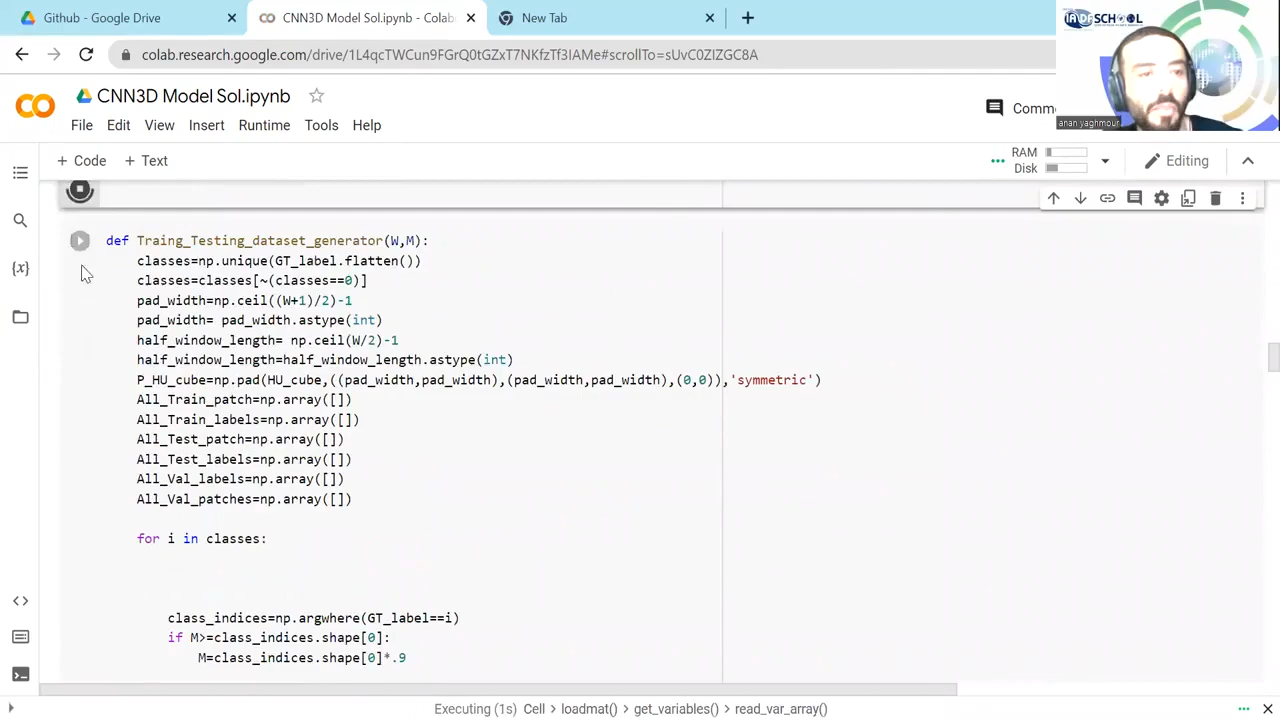 Github - Google Drive
CNN3D Model Sol.ipynb - Colab
New Tab
colab.research.google.com/drive/1L4qcTWCun9FGrQ0tGZxT7NKfzTf3IAMe#scrollTo=sUvC0ZIZGC8A
IADFSCHOOL
anan yaghmour
CNN3D Model Sol.ipynb
Comme
File Edit View Insert Runtime Tools Help
+ Code + Text
RAM
Disk
Editing
def Traing_Testing_dataset_generator(W,M):
classes=np.unique(GT_label.flatten())
classes=classes[~(classes==0)]
pad_width=np.ceil((W+1)/2)-1
pad_width= pad_width.astype(int)
half_window_length= np.ceil(W/2)-1
half_window_length=half_window_length.astype(int)
P_HU_cube=np.pad(HU_cube,((pad_width,pad_width),(pad_width,pad_width),(0,0)),'symmetric')
All_Train_patch=np.array([])
All_Train_labels=np.array([])
All_Test_patch=np.array([])
All_Test_labels=np.array([])
All_Val_labels=np.array([])
All_Val_patches=np.array([])
for i in classes:
class_indices=np.argwhere(GT_label==i)
if M>=class_indices.shape[0]:
M=class_indices.shape[0]*.9
Executing (1s) Cell > loadmat() > get_variables() > read_var_array()